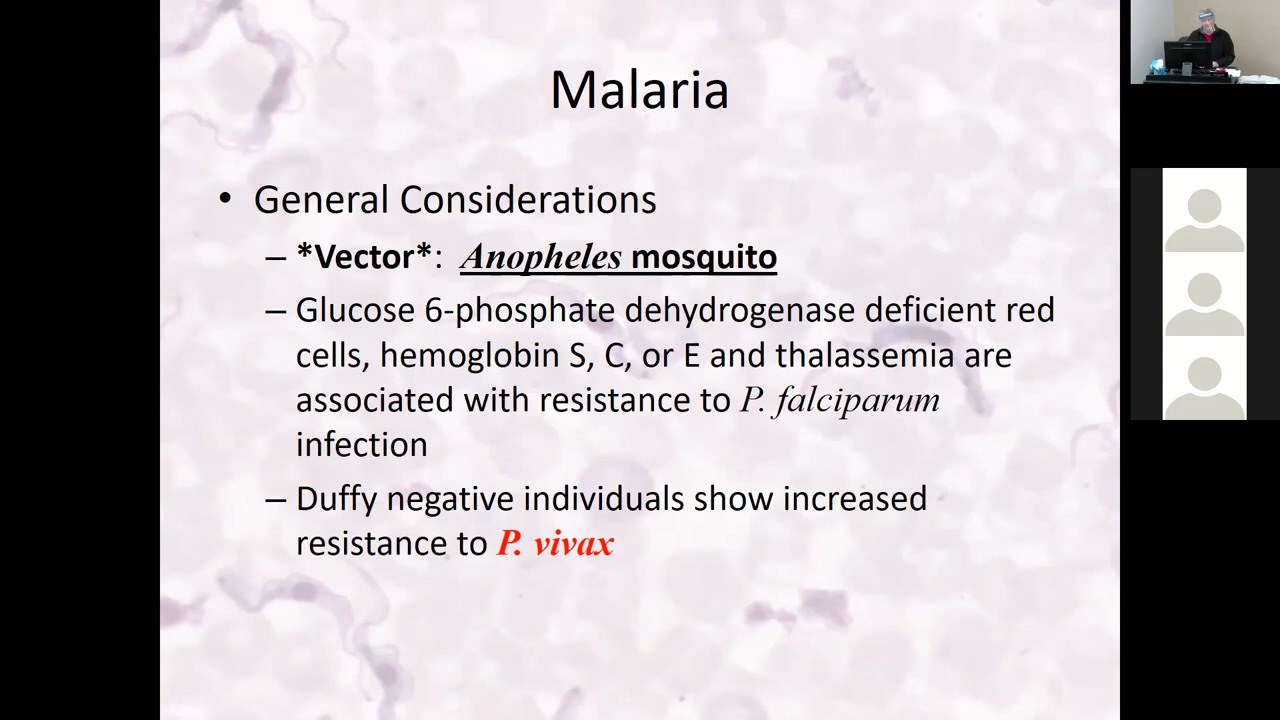 Malaria
• General Considerations
– *Vector*: Anopheles mosquito
– Glucose 6-phosphate dehydrogenase deficient red
cells, hemoglobin S, C, or E and thalassemia are
associated with resistance to P. falciparum
infection
– Duffy negative individuals show increased
resistance to P. vivax